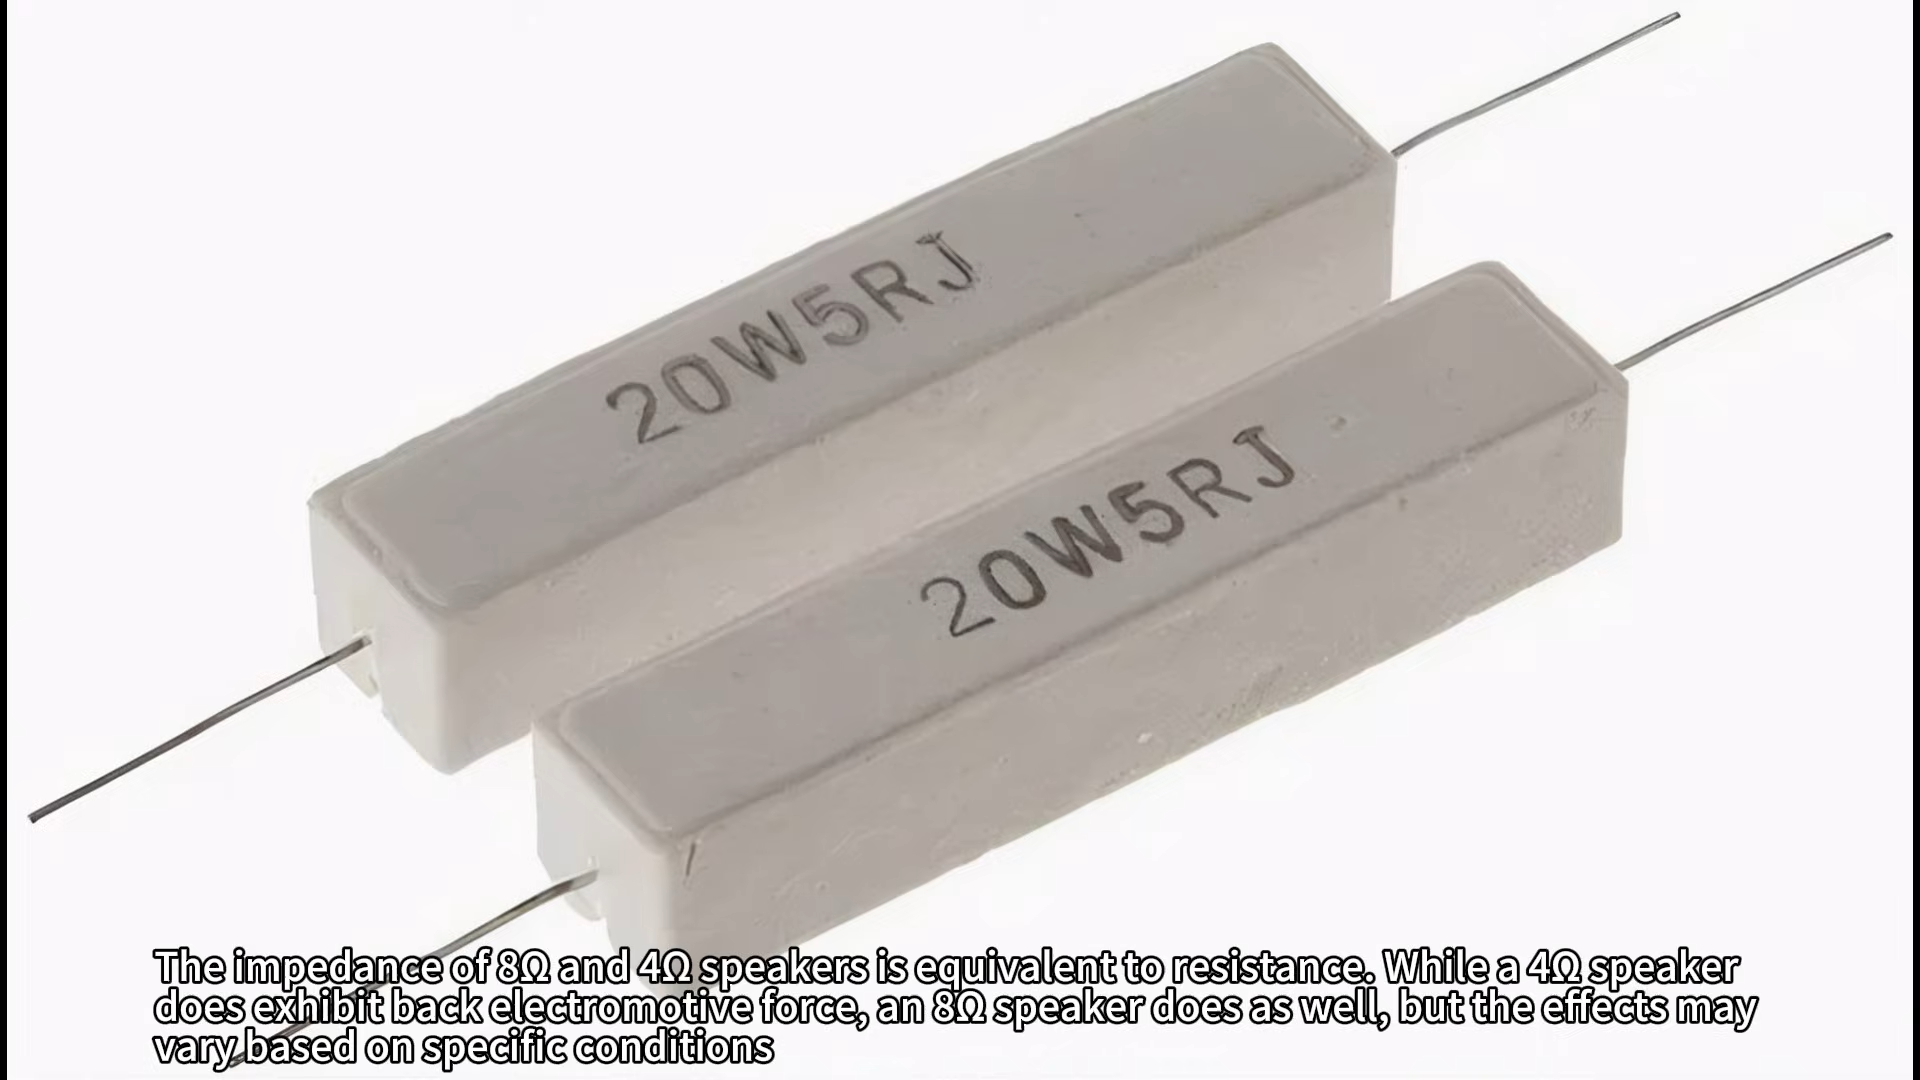 20W5RJ
20W5RJ
The impedance of 8Ω and 4Ω speakers is equivalent to resistance. While a 4Ω speaker
does exhibit back electromotive force, an 8Ω speaker does as well, but the effects may
vary based on specific conditions